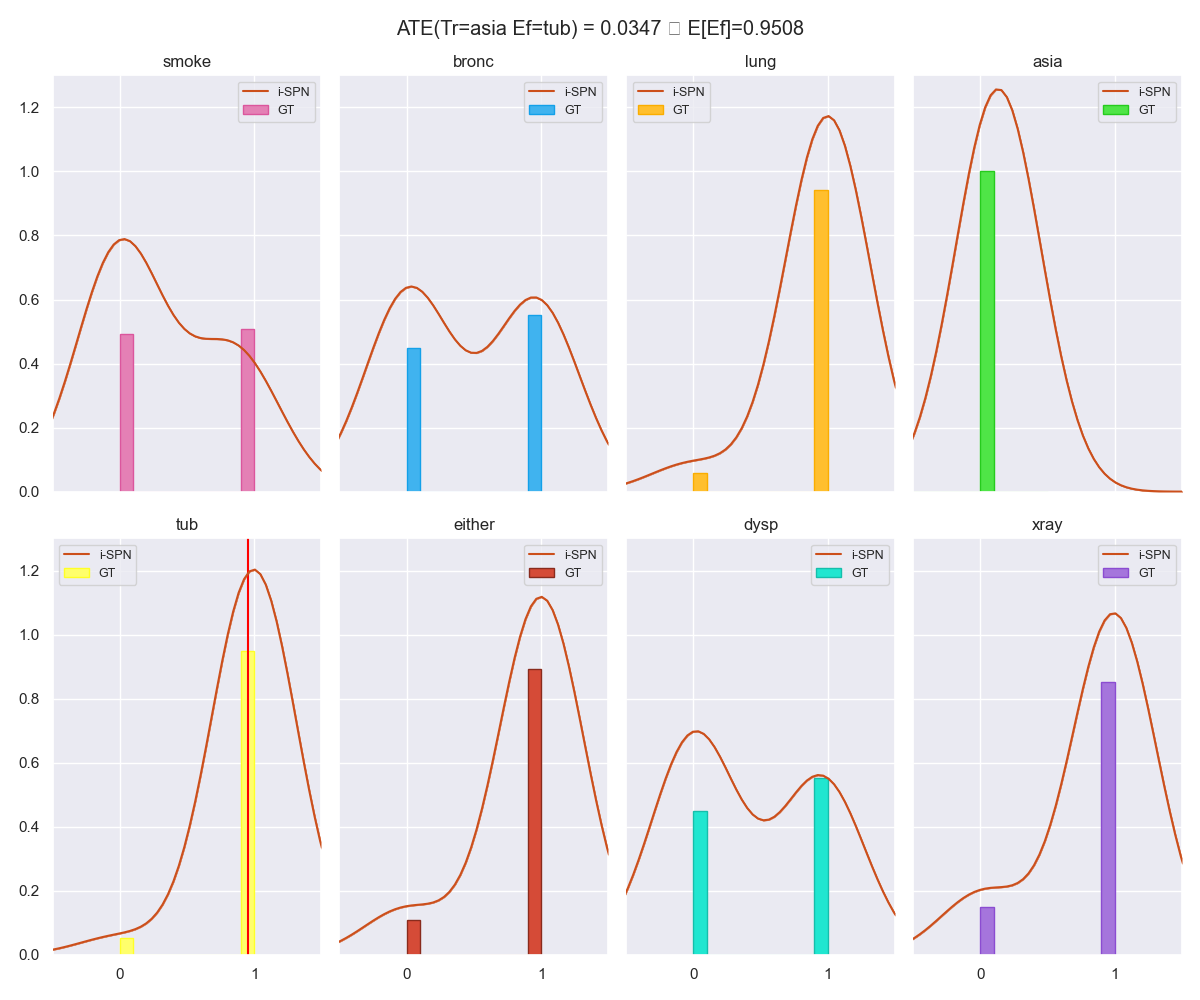 ATE(Tr=asia Ef=tub) = 0.0347 ▯ E[Ef]=0.9508
smoke
bronc
lung
asia
i-SPN
GT
i-SPN
GT
i-SPN
GT
i-SPN
GT
1.2
1.0
0.8
0.6
0.4
0.2
0.0
tub
either
dysp
xray
i-SPN
GT
i-SPN
GT
i-SPN
GT
i-SPN
GT
1.2
1.0
0.8
0.6
0.4
0.2
0.0
0 1 0 1 0 1 0 1